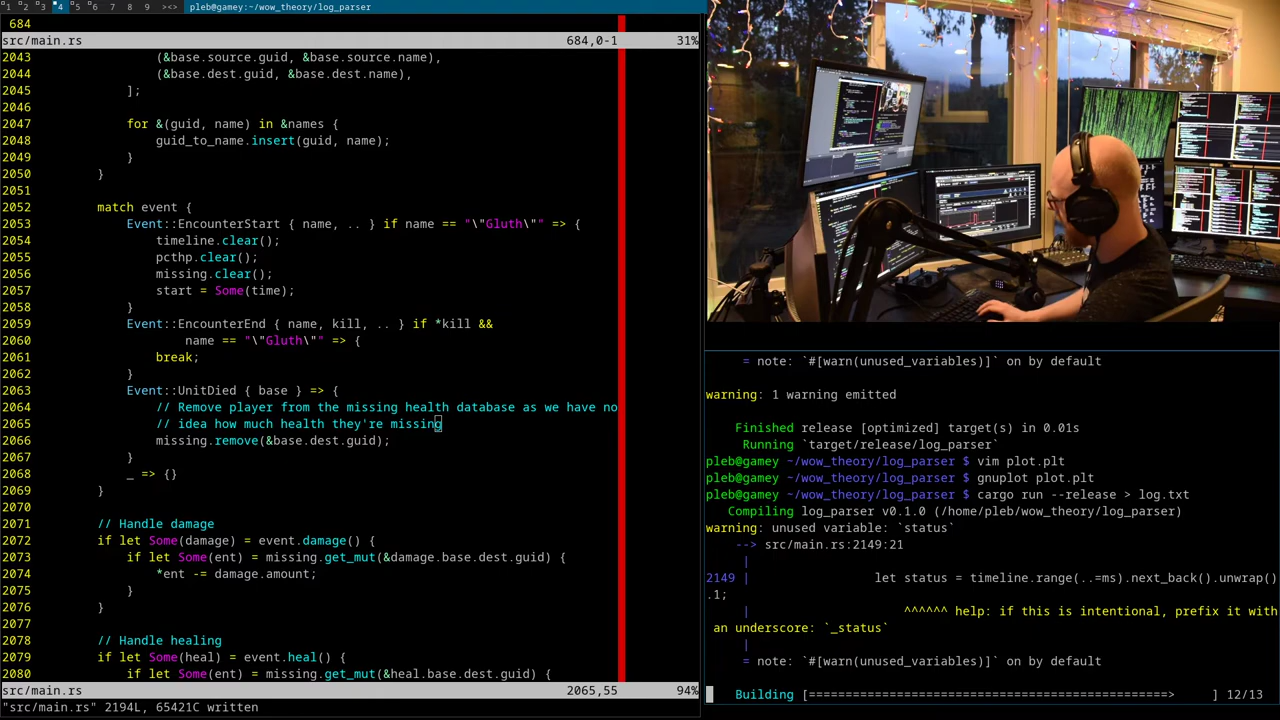 1 2 3 4 5 6 7 8 9 ><> pleb@gamey:~/wow_theory/log_parser
684
src/main.rs 684,0-1 31%
2043 (&base.source.guid, &base.source.name),
2044 (&base.dest.guid, &base.dest.name),
2045 ];
2046
2047 for &(guid, name) in &names {
2048 guid_to_name.insert(guid, name);
2049 }
2050 }
2051
2052 match event {
2053 Event::EncounterStart { name, .. } if name == "\"Gluth\"" => {
2054 timeline.clear();
2055 pcthp.clear();
2056 missing.clear();
2057 start = Some(time);
2058 }
2059 Event::EncounterEnd { name, kill, .. } if *kill &&
2060 name == "\"Gluth\"" => {
2061 break;
2062 }
2063 Event::UnitDied { base } => {
2064 // Remove player from the missing health database as we have no
2065 // idea how much health they're missing
2066 missing.remove(&base.dest.guid);
2067 }
2068 _ => {}
2069 }
2070
2071 // Handle damage
2072 if let Some(damage) = event.damage() {
2073 if let Some(ent) = missing.get_mut(&damage.base.dest.guid) {
2074 *ent -= damage.amount;
2075 }
2076 }
2077
2078 // Handle healing
2079 if let Some(heal) = event.heal() {
2080 if let Some(ent) = missing.get_mut(&heal.base.dest.guid) {
src/main.rs 2065,55 94%
"src/main.rs" 2194L, 65421C written
= note: `#[warn(unused_variables)]` on by default
warning: 1 warning emitted
Finished release [optimized] target(s) in 0.01s
Running `target/release/log_parser`
pleb@gamey ~/wow_theory/log_parser $ vim plot.plt
pleb@gamey ~/wow_theory/log_parser $ gnuplot plot.plt
pleb@gamey ~/wow_theory/log_parser $ cargo run --release > log.txt
Compiling log_parser v0.1.0 (/home/pleb/wow_theory/log_parser)
warning: unused variable: `status`
--> src/main.rs:2149:21
|
2149 | let status = timeline.range(..=ms).next_back().unwrap()
.1;
| ^^^^^^ help: if this is intentional, prefix it with
an underscore: `_status`
|
= note: `#[warn(unused_variables)]` on by default
Building [=================================================> ] 12/13